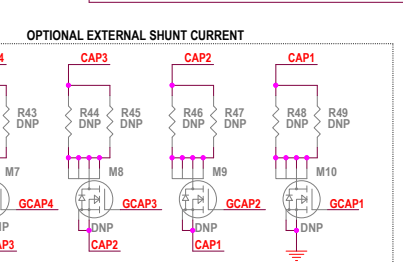 OPTIONAL EXTERNAL SHUNT CURRENT
CAP3 CAP2 CAP1
R43 DNP
R44 DNP
R45 DNP
R46 DNP
R47 DNP
R48 DNP
R49 DNP
M7 M8 M9 M10
GCAP4 GCAP3 GCAP2 GCAP1
DNP DNP DNP
CAP2 CAP1